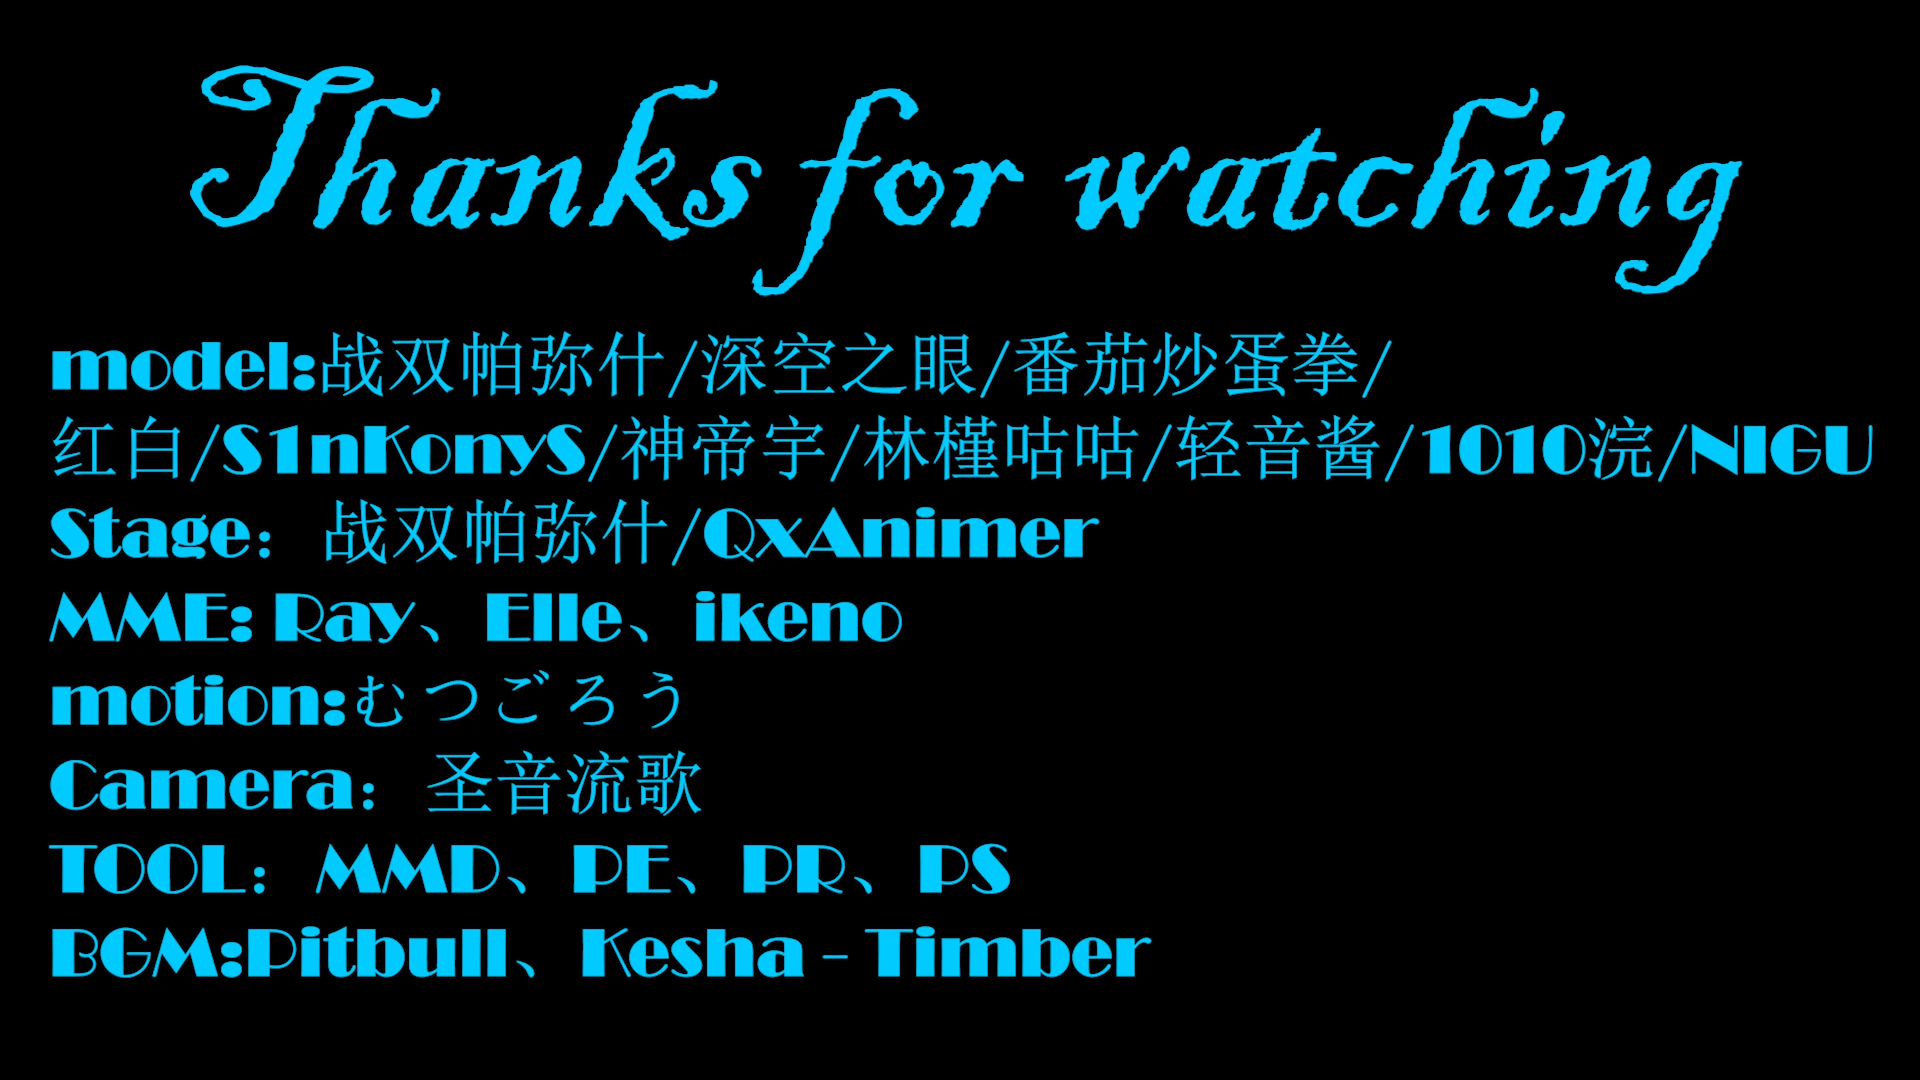 Thanks for watching
model:战双帕弥什/深空之眼/番茄炒蛋拳/
红白/S1nKonyS/神帝宇/林槿咕咕/轻音酱/1010浣/NIGU
Stage：战双帕弥什/QxAnimer
MME: Ray、Elle、ikeno
motion:むつごろう
Camera：圣音流歌
TOOL：MMD、PE、PR、PS
BGM:Pitbull、Kesha - Timber